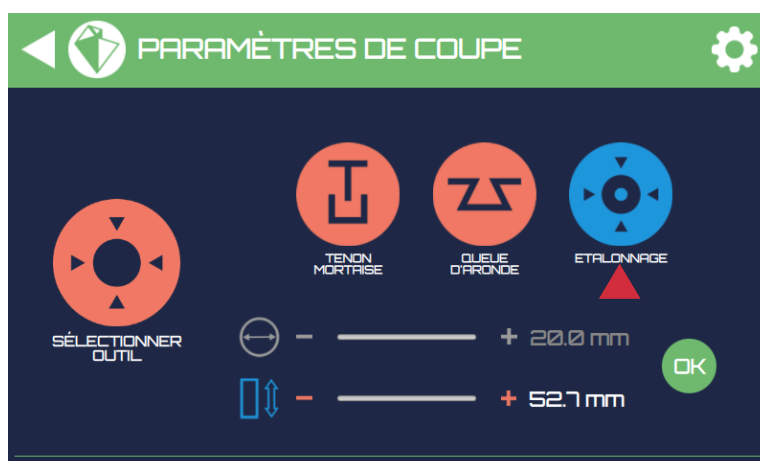 PARAMÈTRES DE COUPE
TENON
MORTAISE
QUEUE
D'ARONDE
ETALONNAGE
SÉLECTIONNER
OUTIL
- + 20.0 mm
- + 52.7 mm
OK